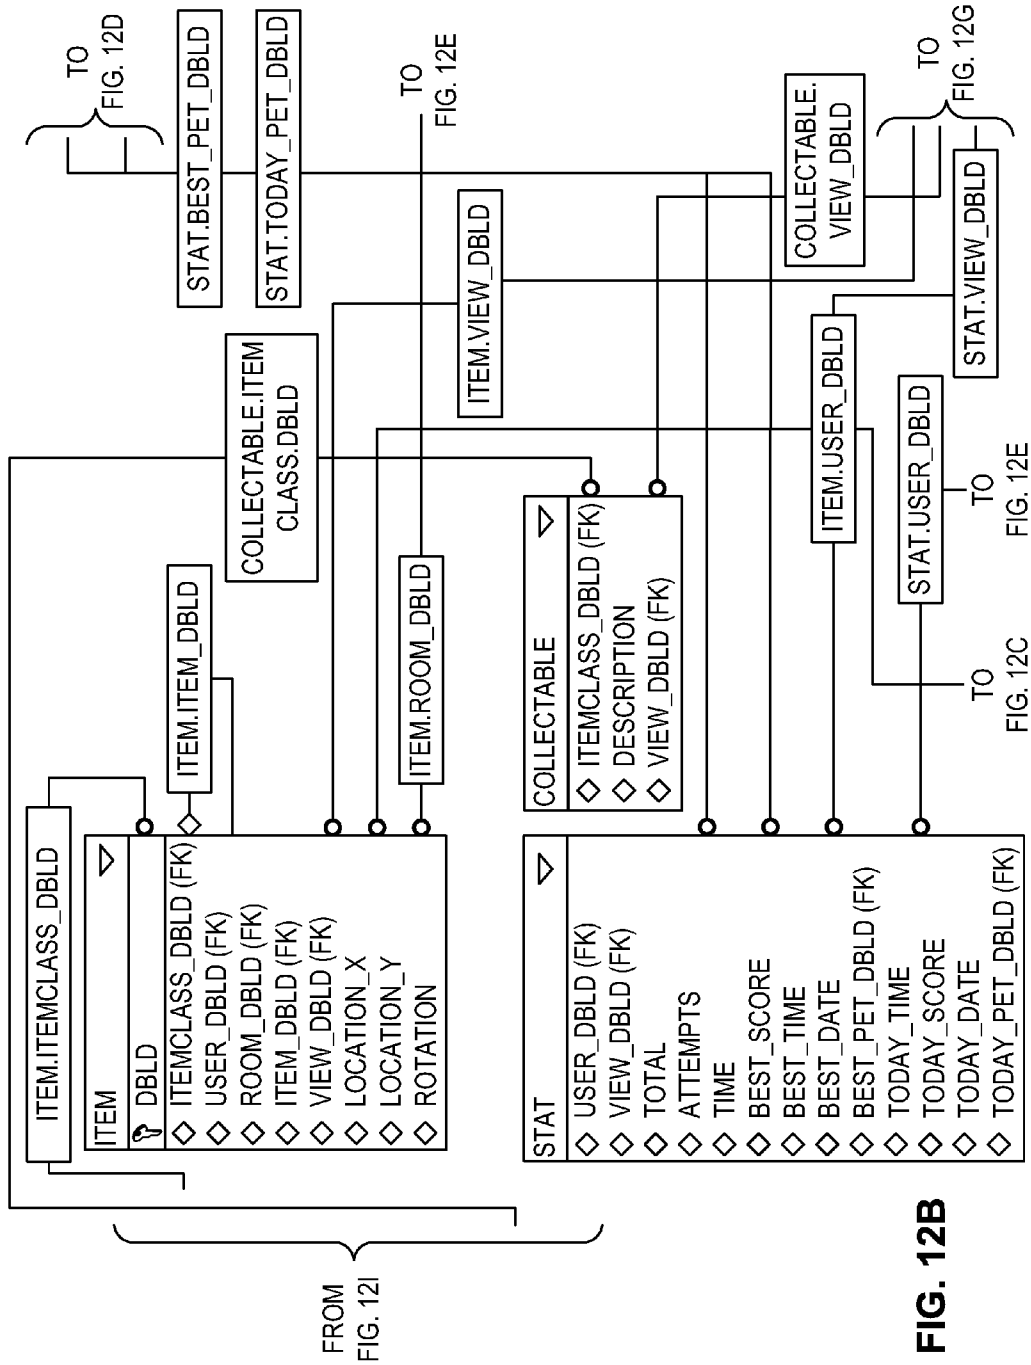 ITEM.ITEMCLASS_DBLD
ITEM
DBLD
ITEMCLASS_DBLD (FK)
USER_DBLD (FK)
ROOM_DBLD (FK)
ITEM_DBLD (FK)
VIEW_DBLD (FK)
LOCATION_X
LOCATION_Y
ROTATION
ITEM.ITEM_DBLD
ITEM.ROOM_DBLD
COLLECTABLE.ITEM
CLASS.DBLD
STAT.BEST_PET_DBLD
STAT.TODAY_PET_DBLD
TO
FIG. 12D
TO
FIG. 12E
ITEM.VIEW_DBLD
FROM
FIG. 12I
STAT
USER_DBLD (FK)
VIEW_DBLD (FK)
TOTAL
ATTEMPTS
TIME
BEST_SCORE
BEST_TIME
BEST_DATE
BEST_PET_DBLD (FK)
TODAY_TIME
TODAY_SCORE
TODAY_DATE
TODAY_PET_DBLD (FK)
COLLECTABLE
ITEMCLASS_DBLD (FK)
DESCRIPTION
VIEW_DBLD (FK)
COLLECTABLE.
VIEW_DBLD
ITEM.USER_DBLD
STAT.USER_DBLD
STAT.VIEW_DBLD
TO
FIG. 12G
TO
FIG. 12C
TO
FIG. 12E
FIG. 12B